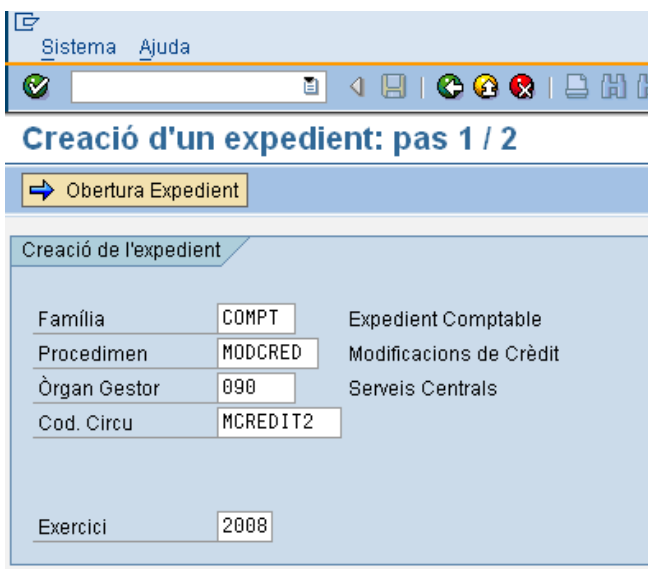 Sistema Ajuda
Creació d'un expedient: pas 1 / 2
Obertura Expedient
Creació de l'expedient
Família COMPT Expedient Comptable
Procedimen MODCRED Modificacions de Crèdit
Òrgan Gestor 090 Serveis Centrals
Cod. Circu MCREDIT2
Exercici 2008